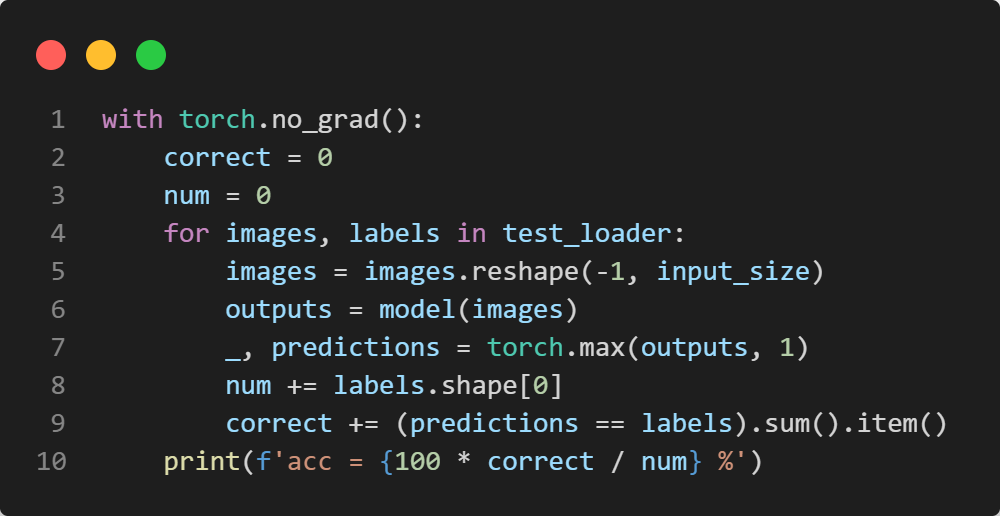 1 with torch.no_grad():
2     correct = 0
3     num = 0
4     for images, labels in test_loader:
5         images = images.reshape(-1, input_size)
6         outputs = model(images)
7         _, predictions = torch.max(outputs, 1)
8         num += labels.shape[0]
9         correct += (predictions == labels).sum().item()
10     print(f'acc = {100 * correct / num} %')